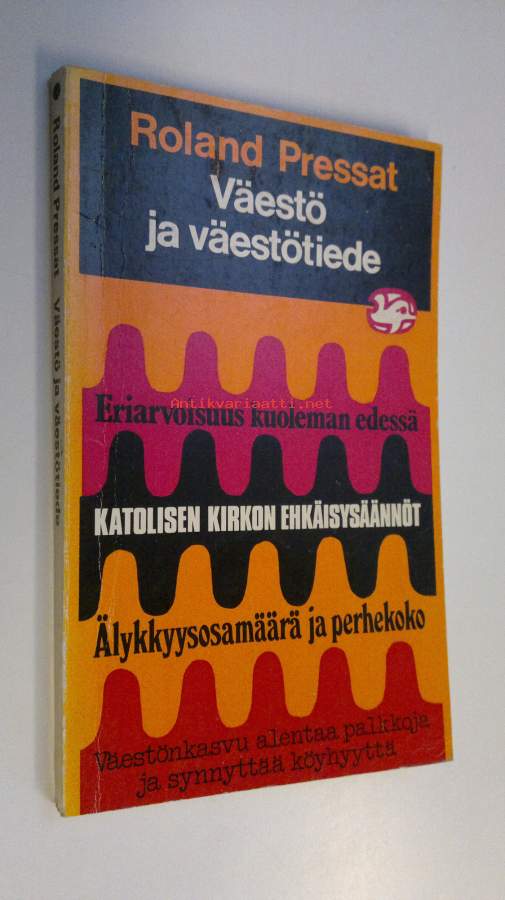 Roland Pressat
Väestö
ja väestötiede
Eriarvoisuus kuoleman edessä
Antikvariaatti.net
KATOLISEN KIRKON EHKÄISYSÄÄNNÖT
Älykkyysosamäärä ja perhekoko
Väestönkasvu alentaa palkkoja
ja synnyttää köyhyyttä
Roland Pressat Väestö ja väestötiede